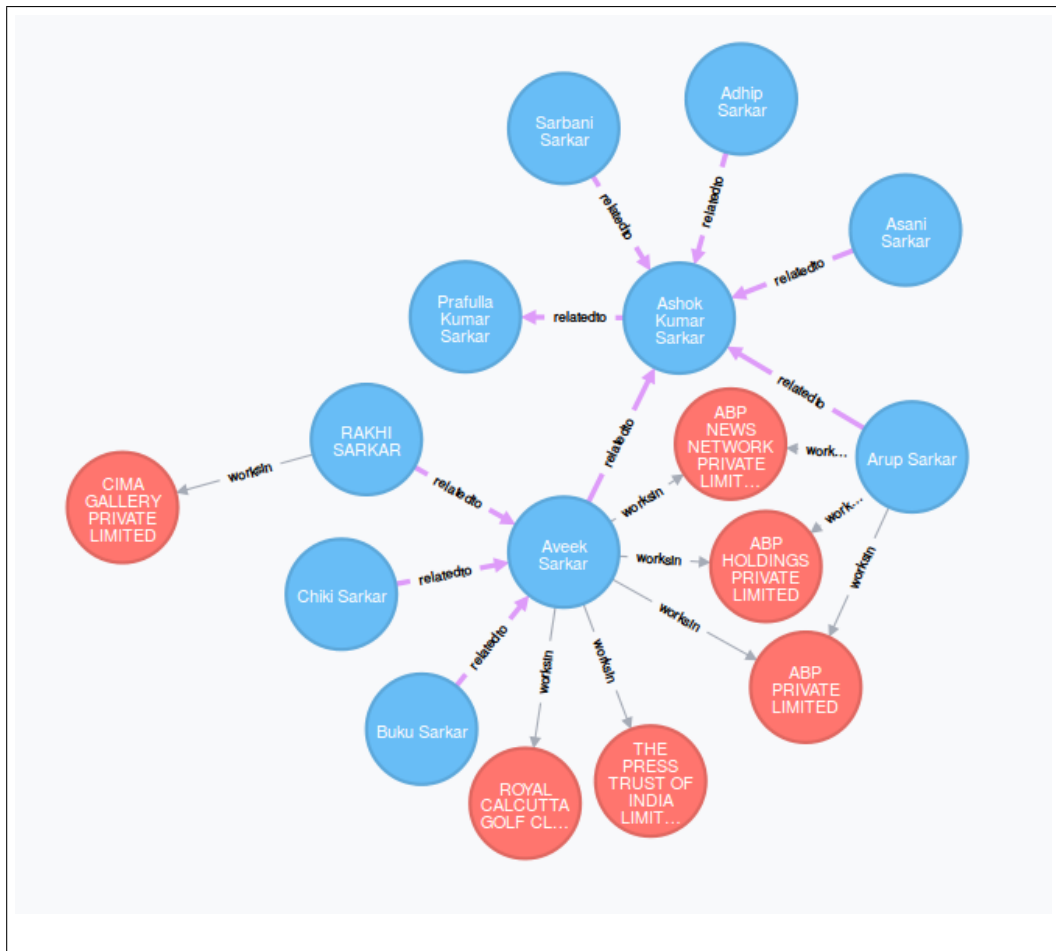 Adhip
Sarkar
Sarbani
Sarkar
relatedto
relatedto
Asani
Sarkar
relatedto
Prafulla
Kumar
Sarkar
relatedto
Ashok
Kumar
Sarkar
relatedto
relatedto
RAKHI
SARKAR
worksIn
CIMA
GALLERY
PRIVATE
LIMITED
relatedto
ABP
NEWS
NETWORK
PRIVATE
LIMIT...
work...
Arup Sarkar
worksIn
work...
Aveek
Sarkar
worksIn
ABP
HOLDINGS
PRIVATE
LIMITED
worksIn
Chiki Sarkar
relatedto
worksIn
ABP
PRIVATE
LIMITED
relatedto
Buku Sarkar
worksIn
worksIn
ROYAL
CALCUTTA
GOLF CL...
THE
PRESS
TRUST OF
INDIA
LIMIT...